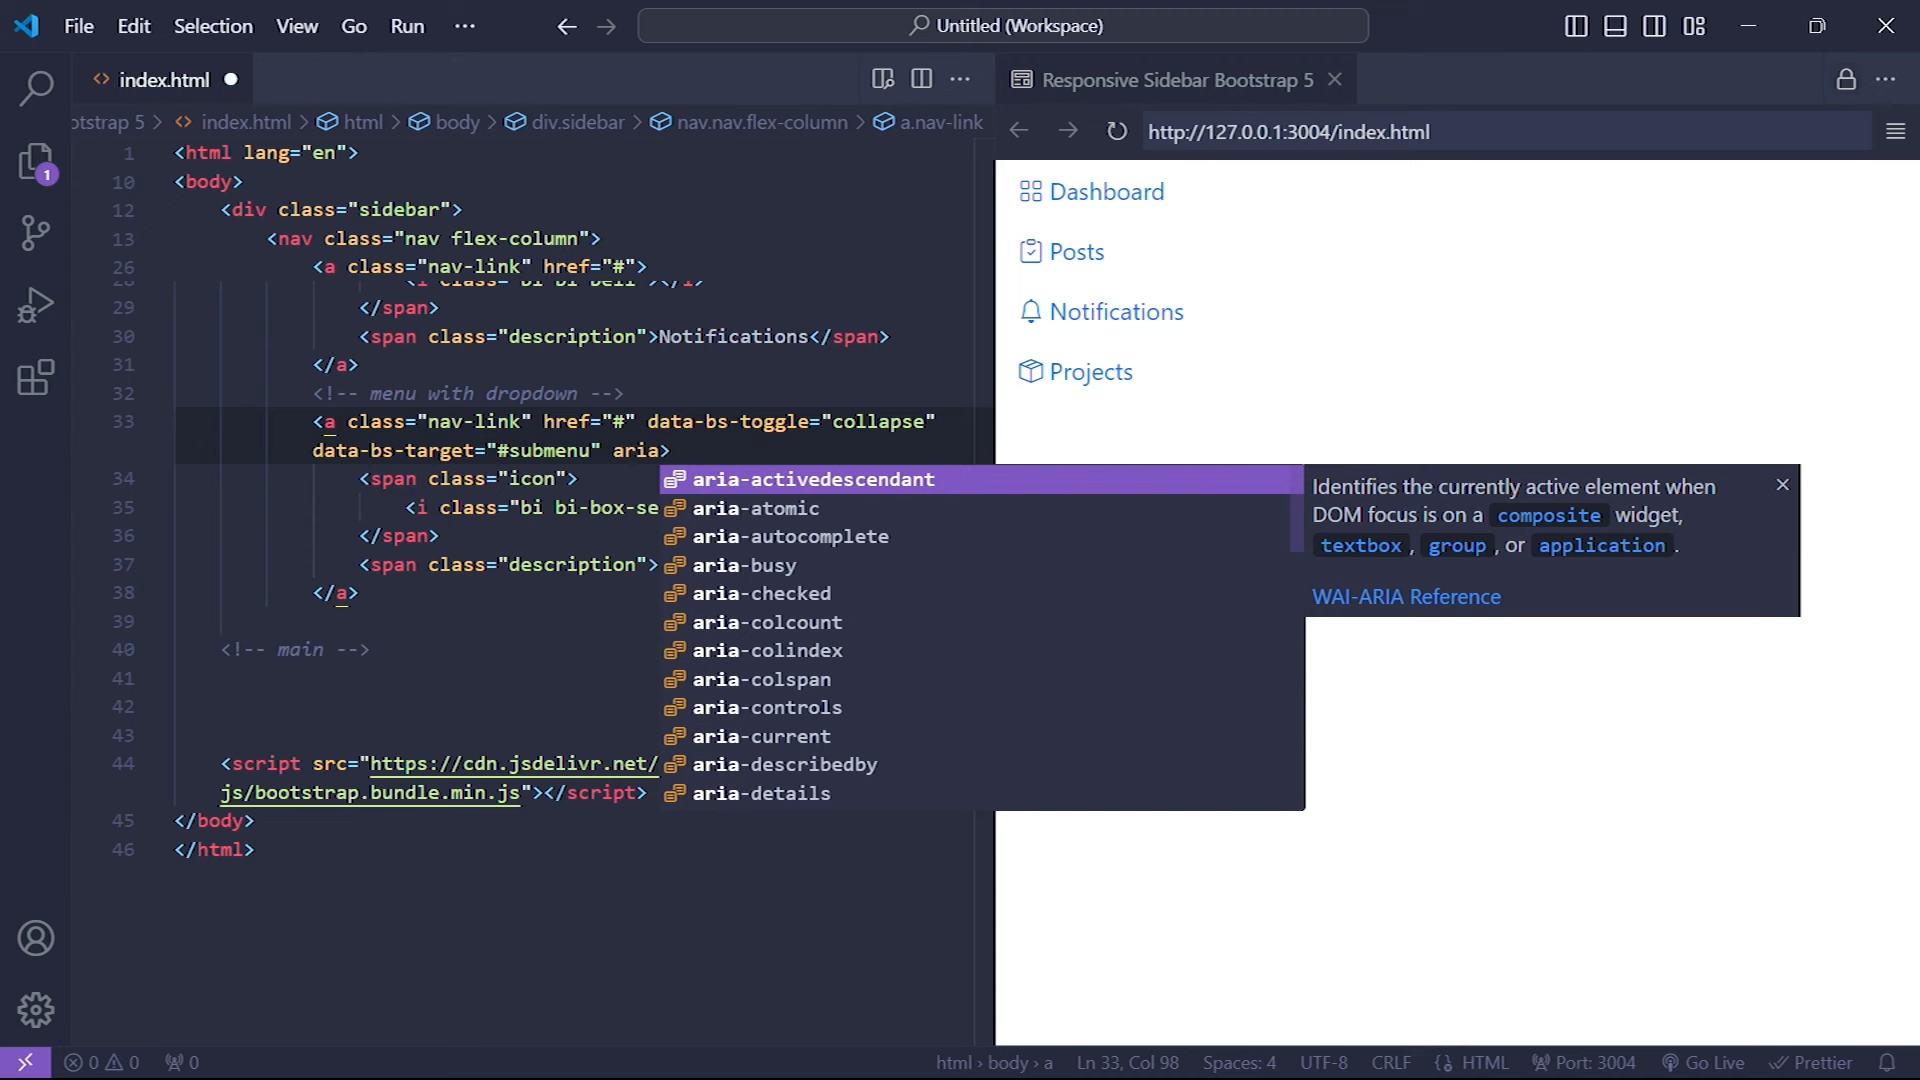 File Edit Selection View Go Run ··· Untitled (Workspace)
index.html Responsive Sidebar Bootstrap 5
otstrap 5 > index.html > html > body > div.sidebar > nav.nav.flex-column > a.nav-link
http://127.0.0.1:3004/index.html
1 <html lang="en">
10 <body>
12 <div class="sidebar">
13 <nav class="nav flex-column">
26 <a class="nav-link" href="#">
28 <i class="bi bi-bell"></i>
29 </span>
30 <span class="description">Notifications</span>
31 </a>
32 <!-- menu with dropdown -->
33 <a class="nav-link" href="#" data-bs-toggle="collapse"
data-bs-target="#submenu" aria>
34 <span class="icon">
35 <i class="bi bi-box-se
36 </span>
37 <span class="description">
38 </a>
39
40 <!-- main -->
41
42
43
44 <script src="https://cdn.jsdelivr.net/
js/bootstrap.bundle.min.js"></script>
45 </body>
46 </html>
aria-activedescendant
aria-atomic
aria-autocomplete
aria-busy
aria-checked
aria-colcount
aria-colindex
aria-colspan
aria-controls
aria-current
aria-describedby
aria-details
Identifies the currently active element when
DOM focus is on a composite widget,
textbox, group, or application.
WAI-ARIA Reference
Dashboard
Posts
Notifications
Projects
1
0 0 0 html > body > a Ln 33, Col 98 Spaces: 4 UTF-8 CRLF {} HTML Port: 3004 Go Live Prettier